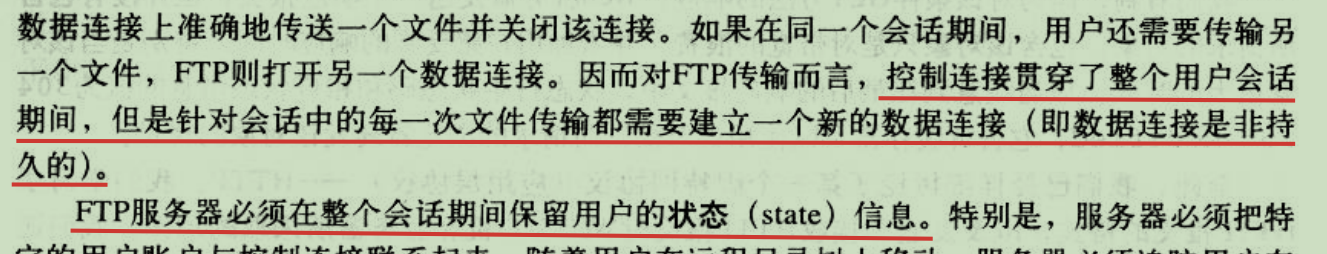 数据连接上准确地传送一个文件并关闭该连接。如果在同一个会话期间，用户还需要传输另
一个文件，FTP则打开另一个数据连接。因而对FTP传输而言，控制连接贯穿了整个用户会话
期间，但是针对会话中的每一次文件传输都需要建立一个新的数据连接（即数据连接是非持
久的）。
FTP服务器必须在整个会话期间保留用户的状态（state）信息。特别是，服务器必须把特